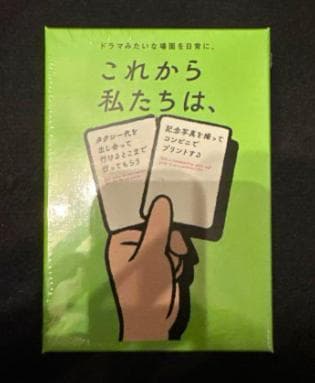 ドラマみたいな場面を日常に。
これから
私たちは、
タクシー代を
出し合って
行けるとこまで
行ってもらう
記念写真を撮って
コンビニで
プリントする